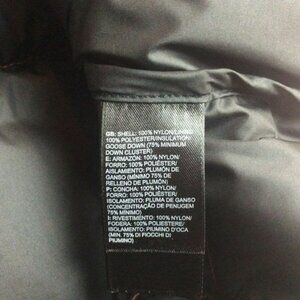 GB: SHELL: 100% NYLON/LINING:
100% POLYESTER/INSULATION:
GOOSE DOWN (75% MINIMUM
DOWN CLUSTER)
E: ARMAZON: 100% NYLON/
FORRO: 100% POLIÉSTER/
AISLAMIENTO: PLUMÓN DE
GANSO (MÍNIMO 75% DE
RELLENO DE PLUMÓN)
P: CONCHA: 100% NYLON/
FORRO: 100% POLIÉSTER/
ISOLAMENTO: PLUMA DE GANSO
(CONCENTRAÇÃO DE PENUGEM
75% MÍNIMO)
I: RIVESTIMENTO: 100% NYLON/
FODERA: 100% POLIESTERE/
ISOLAMENTO: PIUMINO D'OCA
(MIN. 75% DI FIOCCHI DI
PIUMINO)